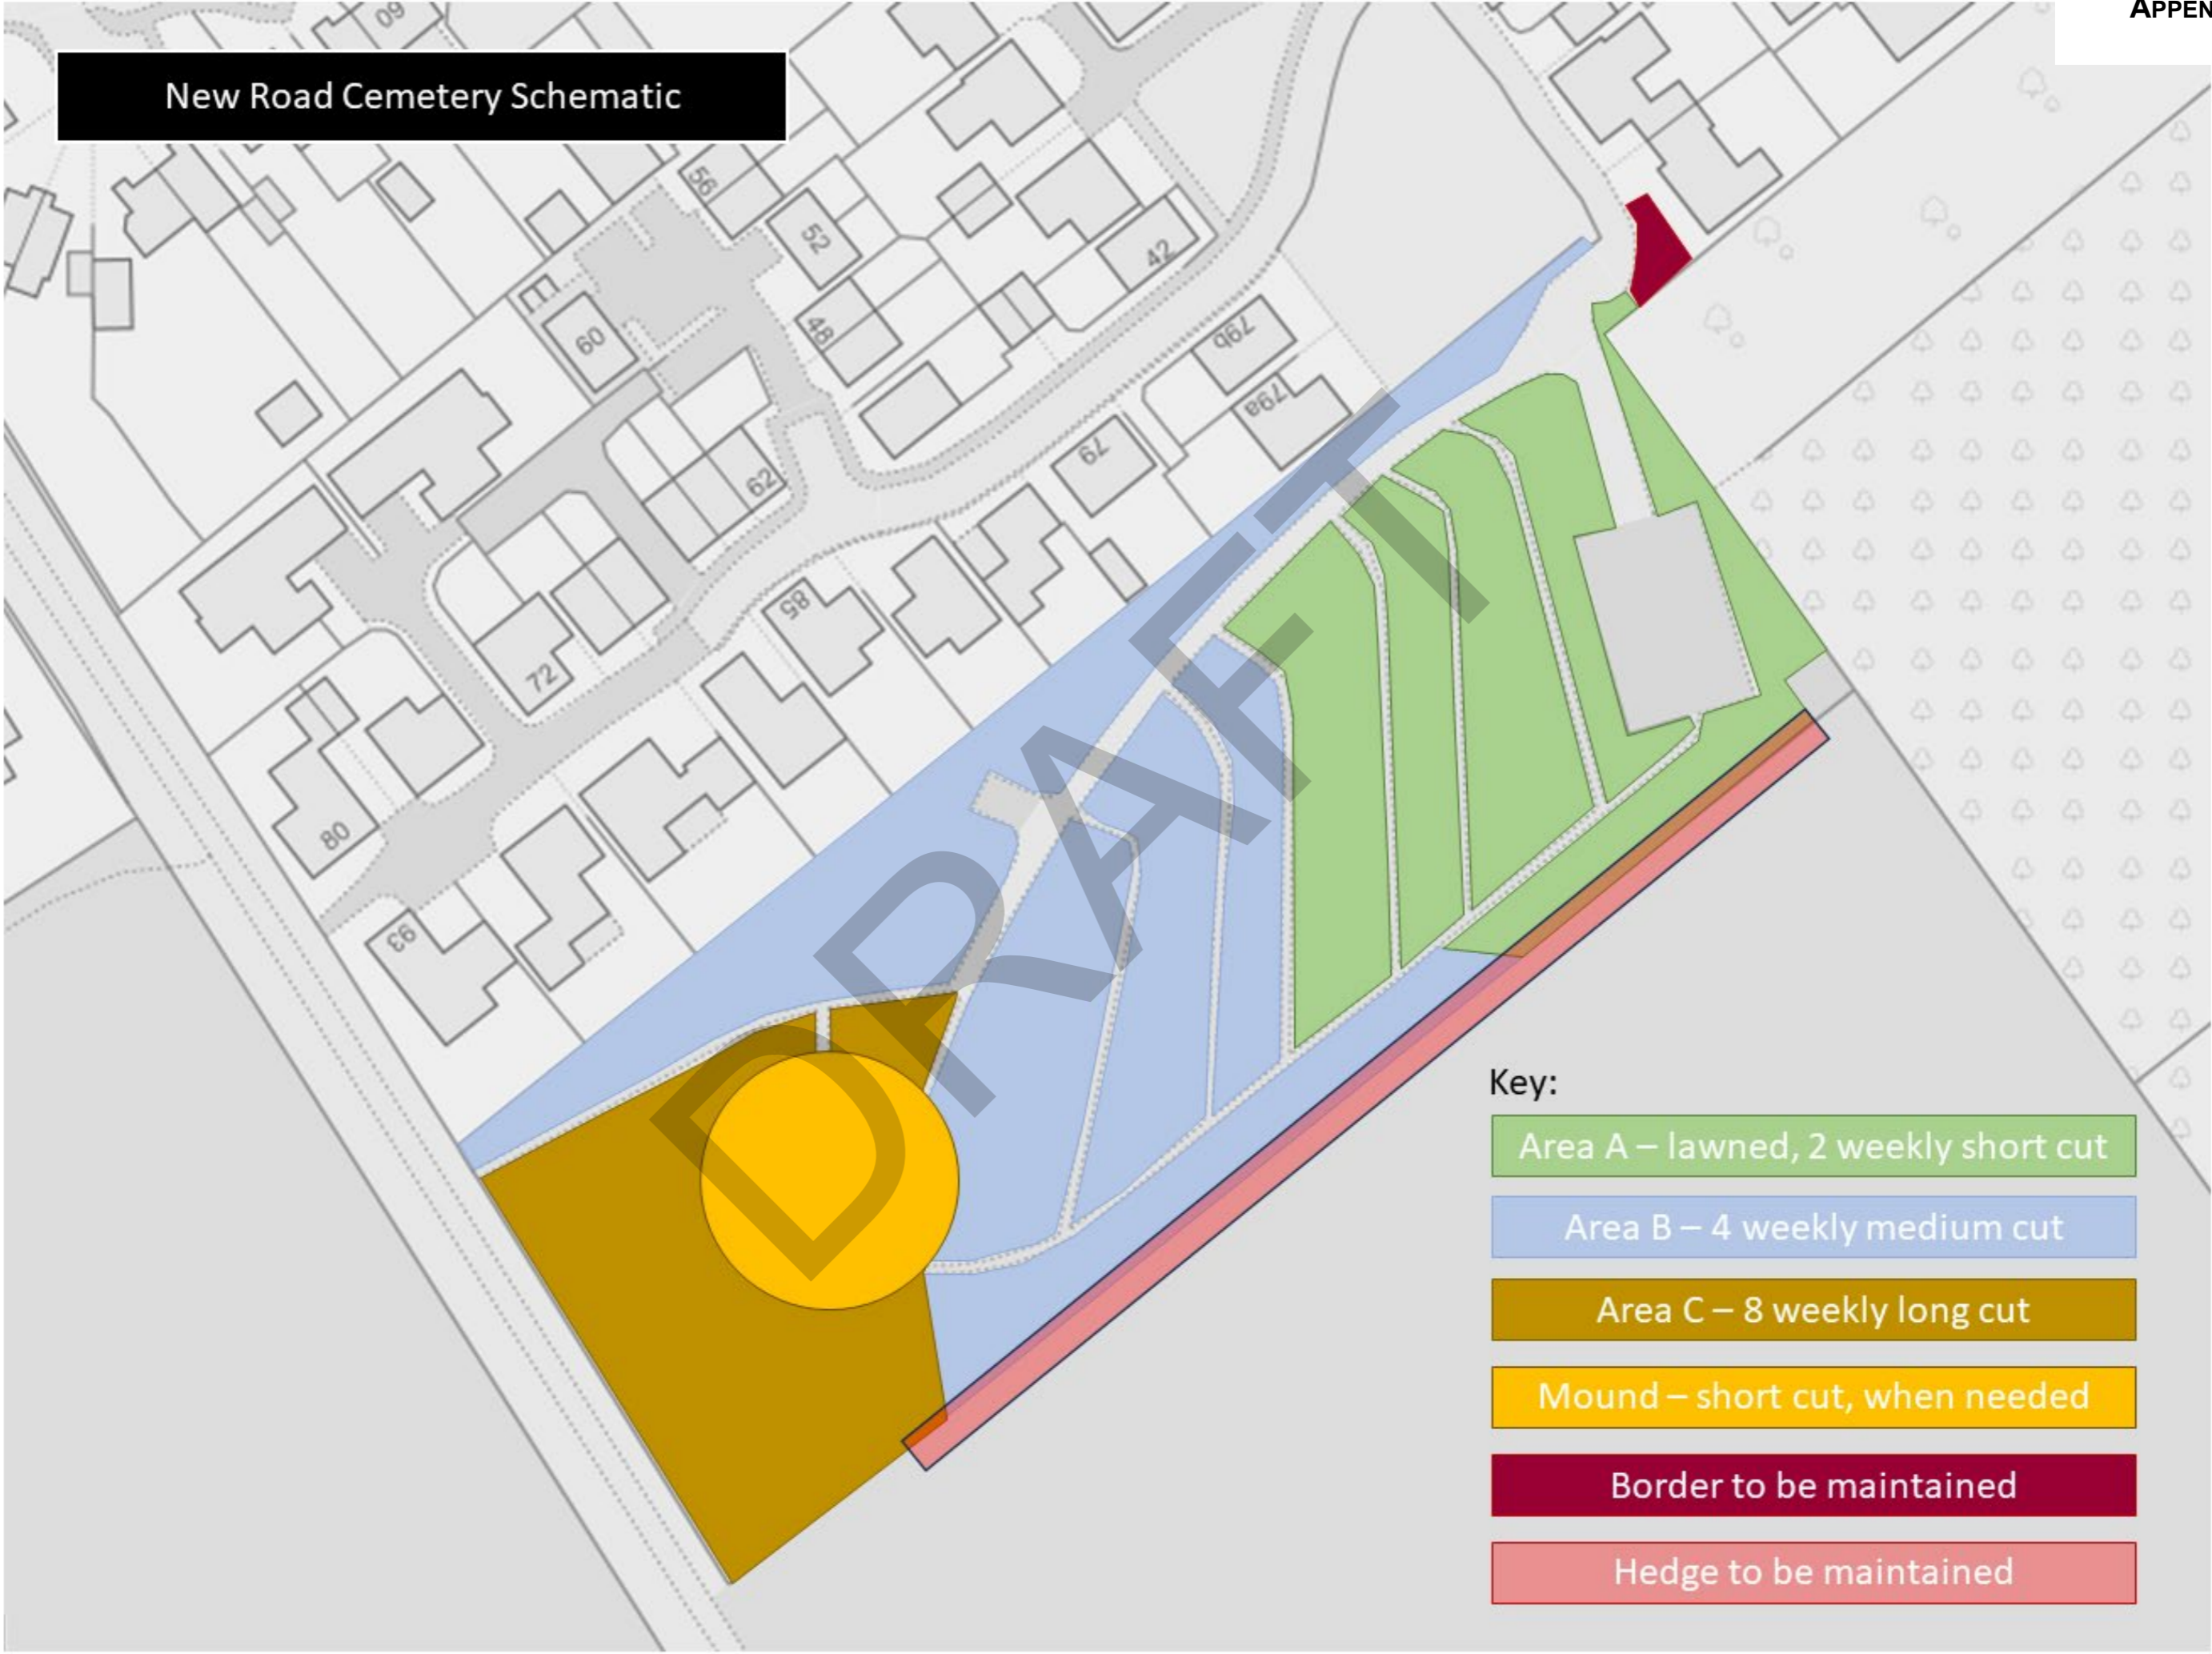 APPEN
New Road Cemetery Schematic
60
56
52
42
48
60
79b
79a
79
62
85
72
80
93
DRAFT
Key:
Area A – lawned, 2 weekly short cut
Area B – 4 weekly medium cut
Area C – 8 weekly long cut
Mound – short cut, when needed
Border to be maintained
Hedge to be maintained